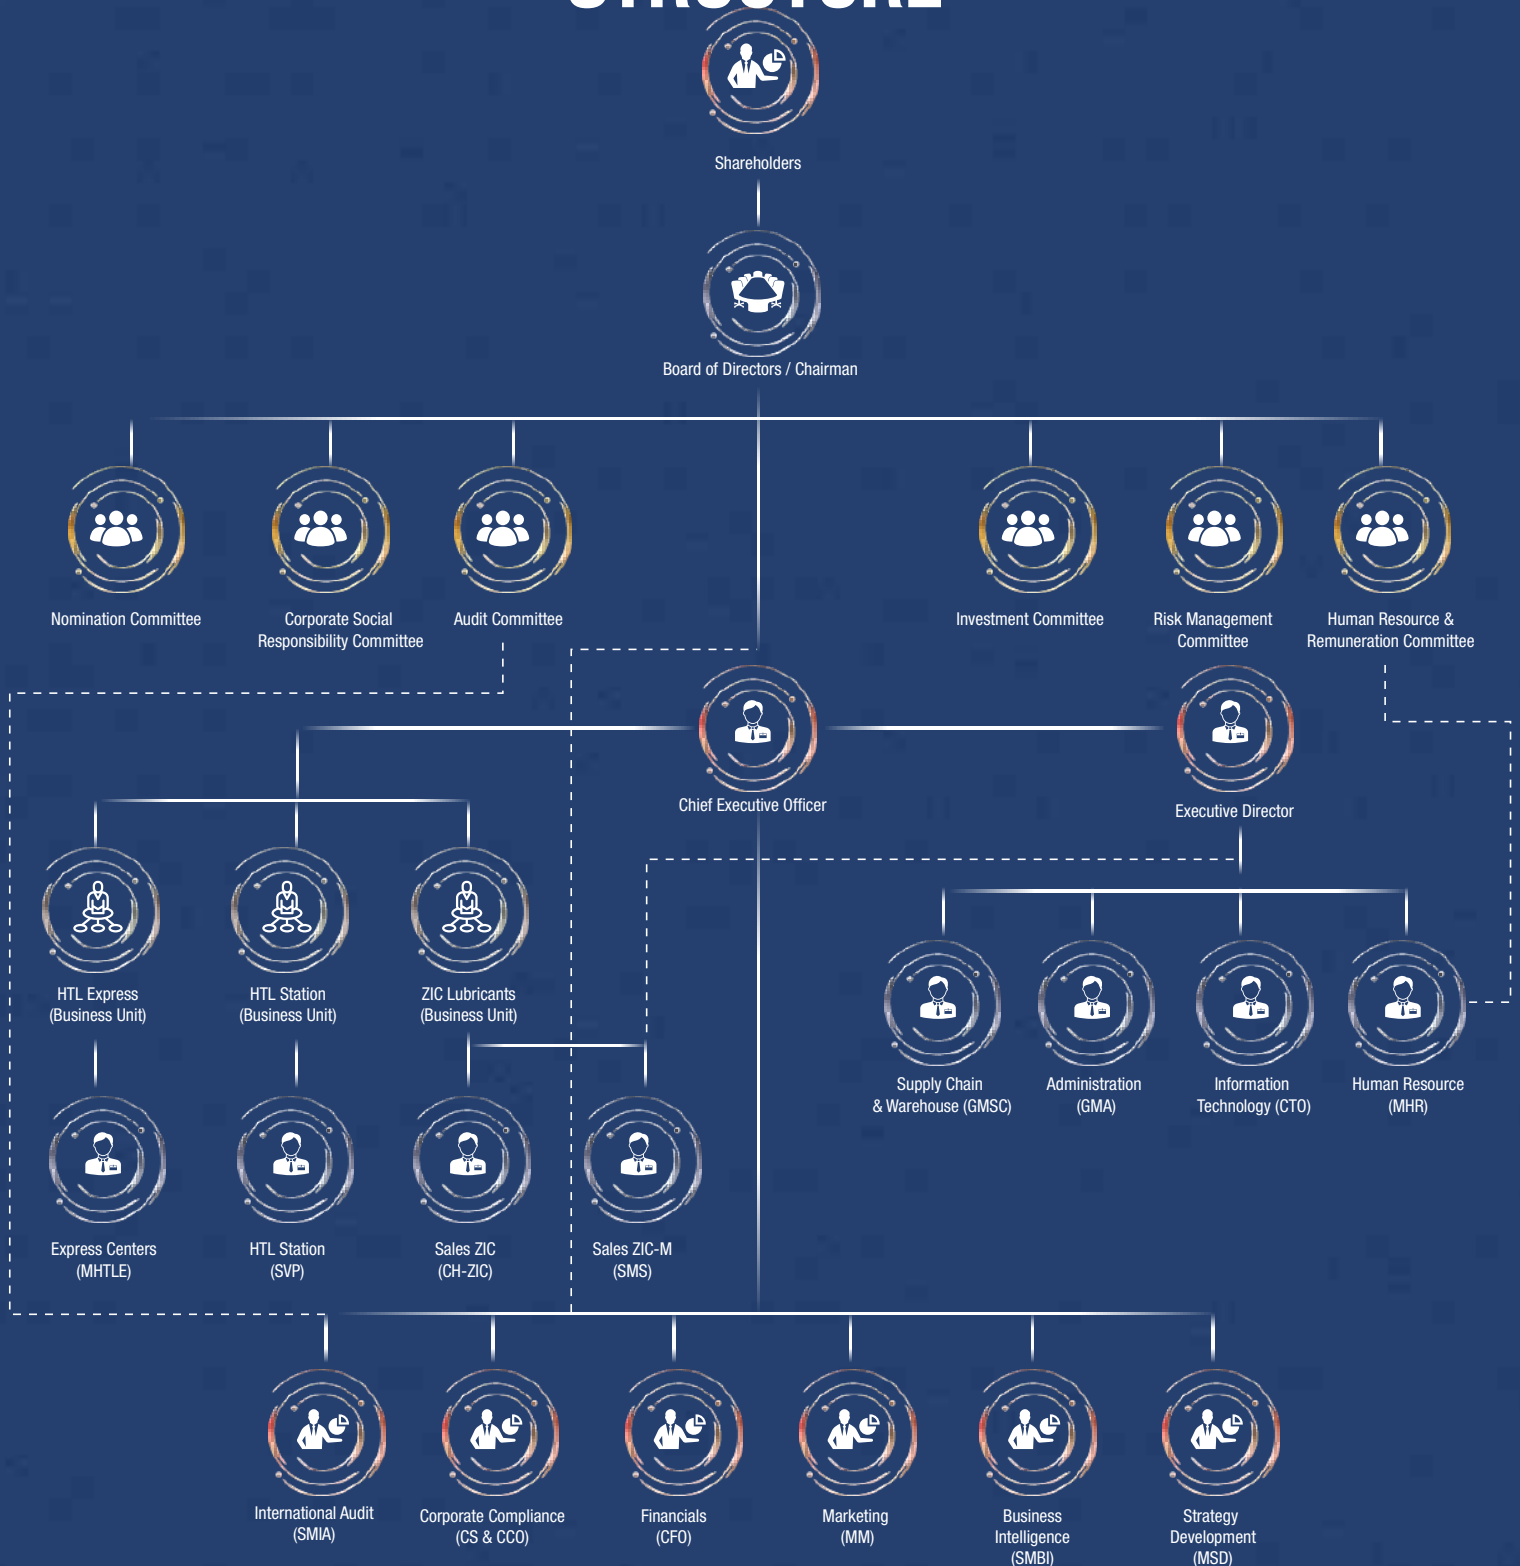 STRUCTURE
Shareholders
Board of Directors / Chairman
Nomination Committee
Corporate Social
Responsibility Committee
Audit Committee
Investment Committee
Risk Management
Committee
Human Resource &
Remuneration Committee
Chief Executive Officer
Executive Director
HTL Express
(Business Unit)
HTL Station
(Business Unit)
ZIC Lubricants
(Business Unit)
Supply Chain
& Warehouse (GMSC)
Administration
(GMA)
Information
Technology (CTO)
Human Resource
(MHR)
Express Centers
(MHTLE)
HTL Station
(SVP)
Sales ZIC
(CH-ZIC)
Sales ZIC-M
(SMS)
International Audit
(SMIA)
Corporate Compliance
(CS & CCO)
Financials
(CFO)
Marketing
(MM)
Business
Intelligence
(SMBI)
Strategy
Development
(MSD)